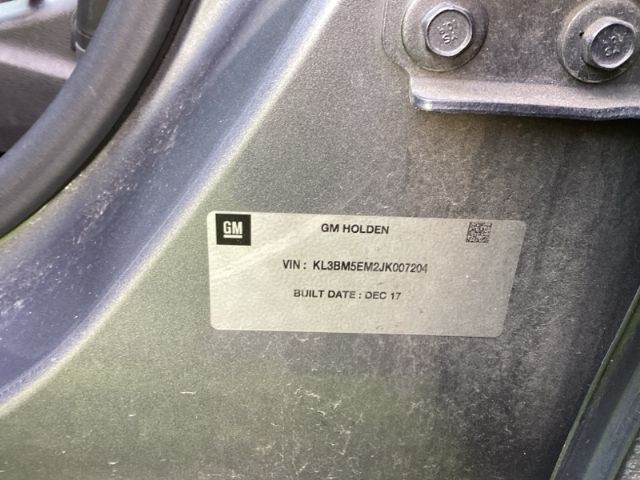 GM
GM HOLDEN
VIN : KL3BM5EM2JK007204
BUILT DATE : DEC 17